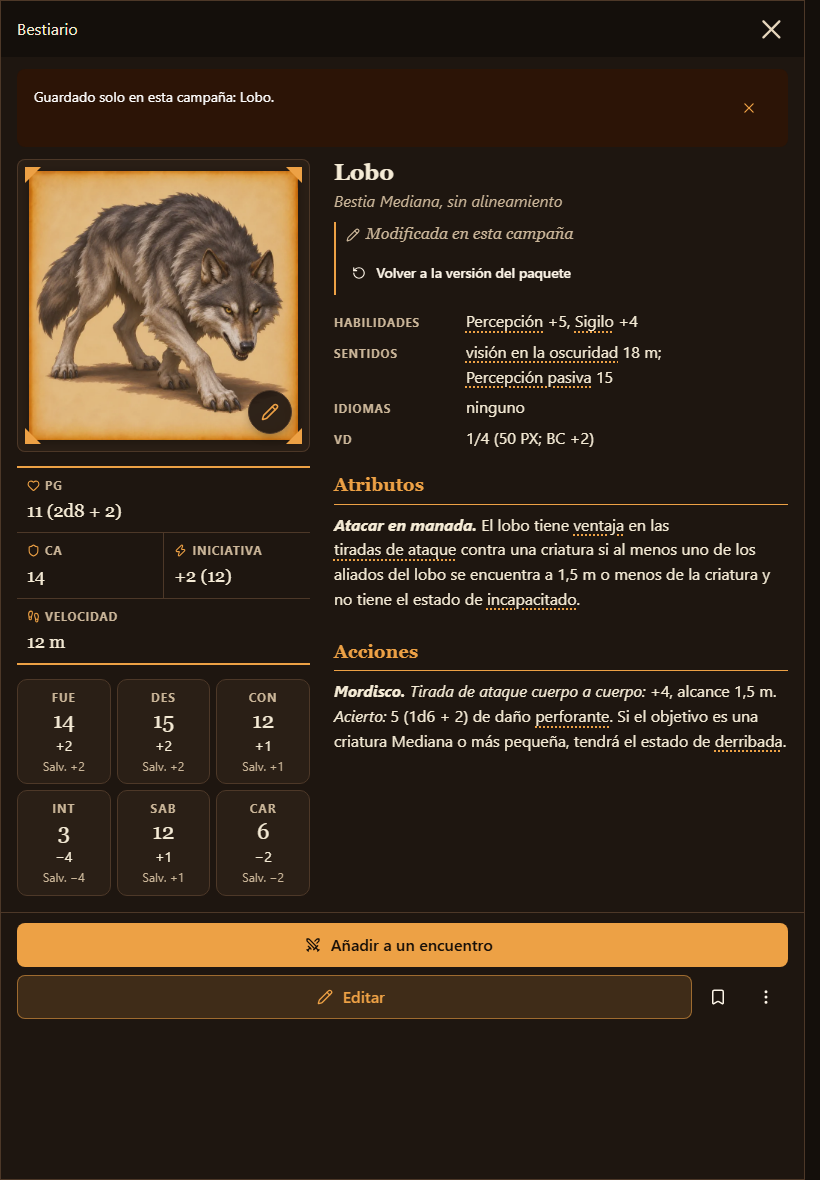 Bestiario
Guardado solo en esta campaña: Lobo.
Lobo
Bestia Mediana, sin alineamiento
Modificada en esta campaña
Volver a la versión del paquete
HABILIDADES Percepción +5, Sigilo +4
SENTIDOS visión en la oscuridad 18 m;
Percepción pasiva 15
IDIOMAS ninguno
VD 1/4 (50 PX; BC +2)
PG
11 (2d8 + 2)
CA
14
INICIATIVA
+2 (12)
VELOCIDAD
12 m
FUE
14
+2
Salv. +2
DES
15
+2
Salv. +2
CON
12
+1
Salv. +1
INT
3
−4
Salv. −4
SAB
12
+1
Salv. +1
CAR
6
−2
Salv. −2
Atributos
Atacar en manada. El lobo tiene ventaja en las
tiradas de ataque contra una criatura si al menos uno de los
aliados del lobo se encuentra a 1,5 m o menos de la criatura y
no tiene el estado de incapacitado.
Acciones
Mordisco. Tirada de ataque cuerpo a cuerpo: +4, alcance 1,5 m.
Acierto: 5 (1d6 + 2) de daño perforante. Si el objetivo es una
criatura Mediana o más pequeña, tendrá el estado de derribada.
Añadir a un encuentro
Editar